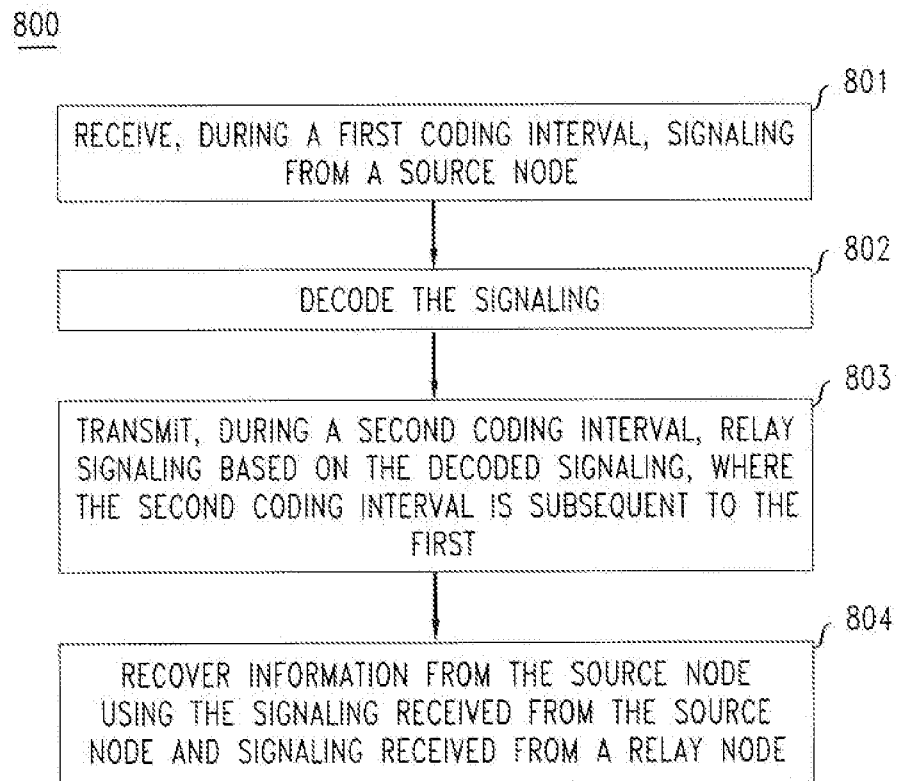 800
801
RECEIVE, DURING A FIRST CODING INTERVAL, SIGNALING
FROM A SOURCE NODE
802
DECODE THE SIGNALING
803
TRANSMIT, DURING A SECOND CODING INTERVAL, RELAY
SIGNALING BASED ON THE DECODED SIGNALING, WHERE
THE SECOND CODING INTERVAL IS SUBSEQUENT TO THE
FIRST
804
RECOVER INFORMATION FROM THE SOURCE NODE
USING THE SIGNALING RECEIVED FROM THE SOURCE
NODE AND SIGNALING RECEIVED FROM A RELAY NODE